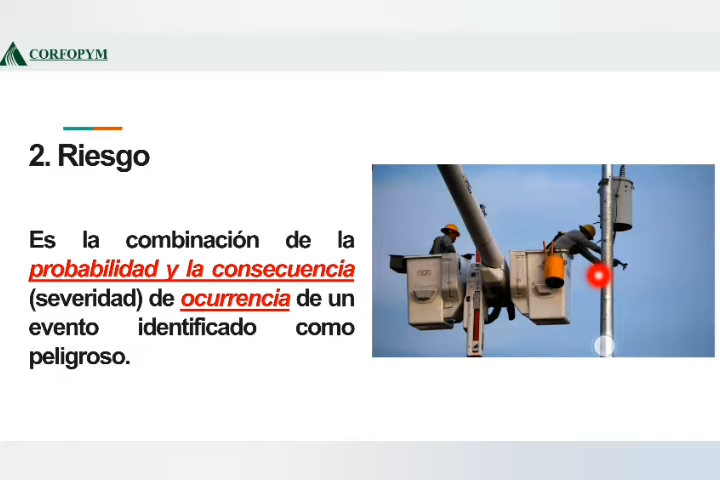 CORFOPYM
2. Riesgo
Es la combinación de la
probabilidad y la consecuencia
(severidad) de ocurrencia de un
evento identificado como
peligroso.